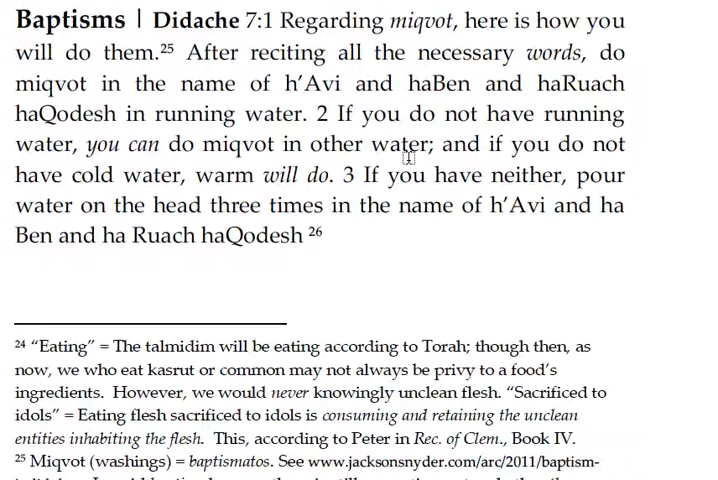 Baptisms | Didache 7:1 Regarding miqvot, here is how you
will do them.²⁵ After reciting all the necessary words, do
miqvot in the name of h’Avi and haBen and haRuach
haQodesh in running water. 2 If you do not have running
water, you can do miqvot in other water; and if you do not
have cold water, warm will do. 3 If you have neither, pour
water on the head three times in the name of h’Avi and ha
Ben and ha Ruach haQodesh ²⁶
²⁴ “Eating” = The talmidim will be eating according to Torah; though then, as
now, we who eat kasrut or common may not always be privy to a food’s
ingredients. However, we would never knowingly unclean flesh. “Sacrificed to
idols” = Eating flesh sacrificed to idols is consuming and retaining the unclean
entities inhabiting the flesh. This, according to Peter in Rec. of Clem., Book IV.
²⁵ Miqvot (washings) = baptismatos. See www.jacksonsnyder.com/arc/2011/baptism-